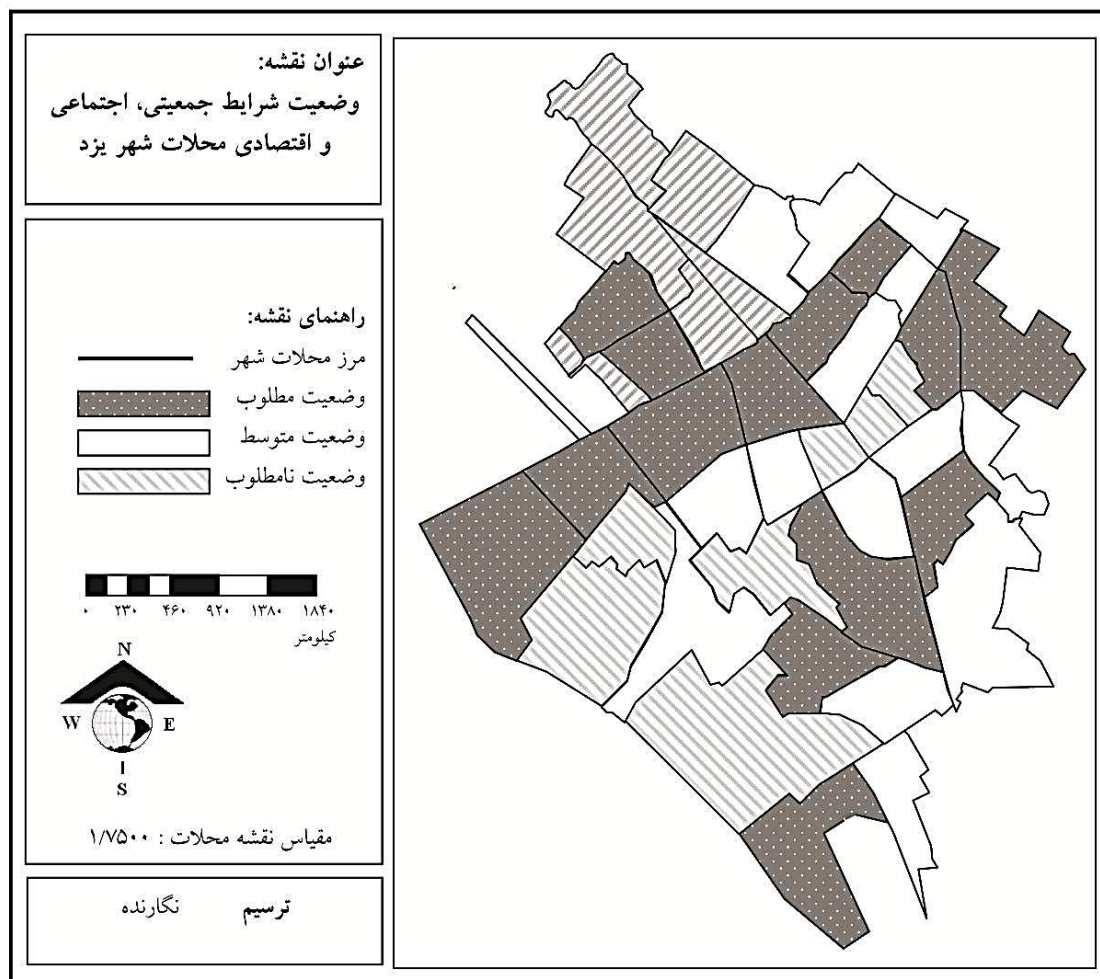 عنوان نقشه:
وضعیت شرایط جمعیتی، اجتماعی
و اقتصادی محلات شهر یزد
راهنمای نقشه:
مرز محلات شهر
وضعیت مطلوب
وضعیت متوسط
وضعیت نامطلوب
۰ ۲۳۰ ۴۶۰ ۹۲۰ ۱۳۸۰ ۱۸۴۰
کیلومتر
N
W E
S
مقیاس نقشه محلات : ۱/۷۵۰۰
ترسیم نگارنده